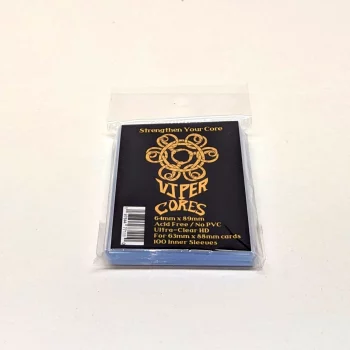 Strengthen Your Core
VIPER
CORES
64mm x 89mm
Acid Free / No PVC
Ultra-Clear HD
For 63mm x 88mm cards
100 Inner Sleeves